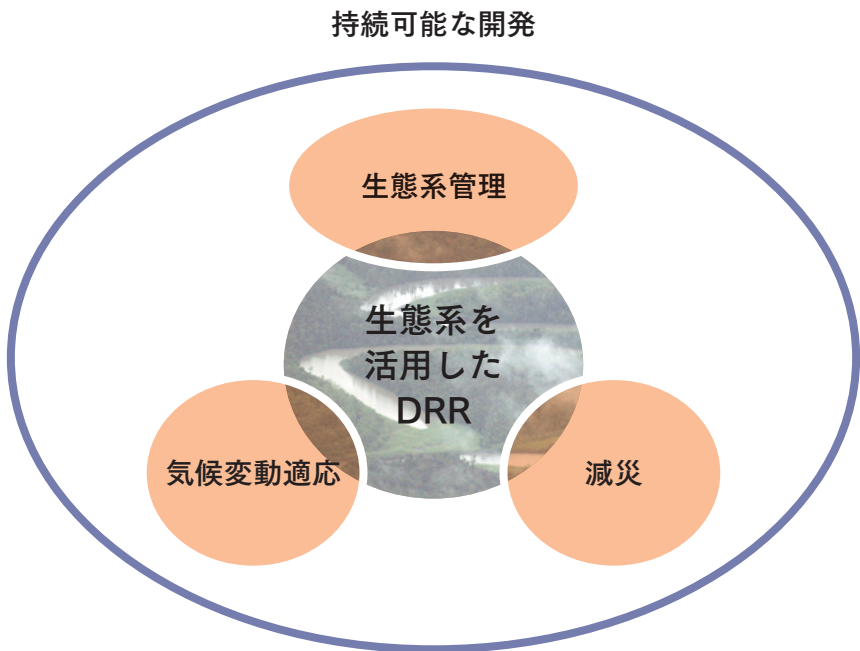 持続可能な開発
生態系管理
生態系を
活用した
DRR
気候変動適応
減災